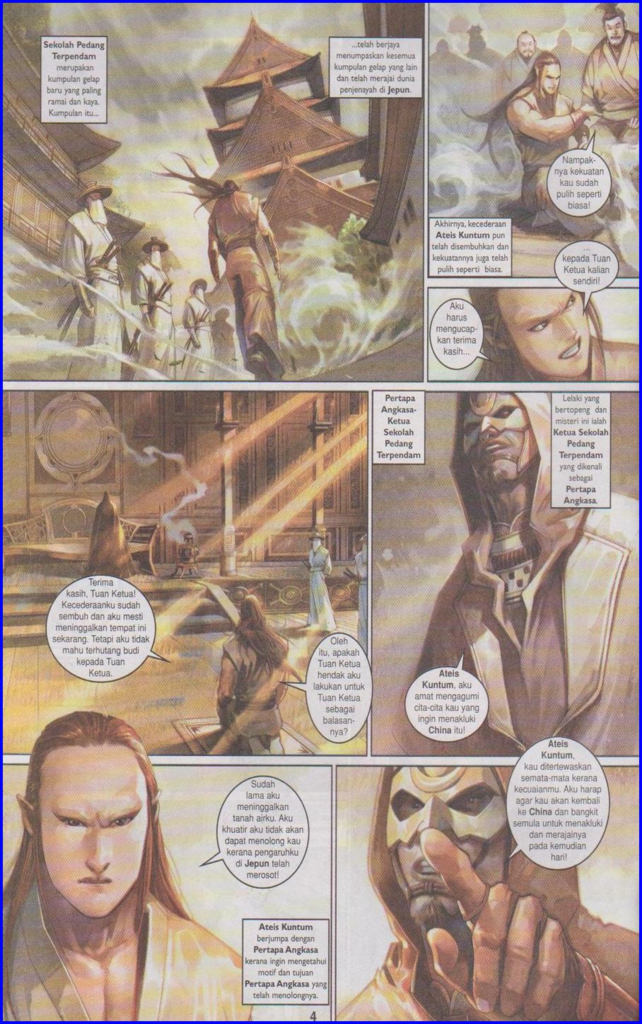 Sekolah Pedang
Terpendam
merupakan
kumpulan gelap
baru yang paling
ramai dan kaya.
Kumpulan itu...
...telah berjaya
menumpaskan kesemua
kumpulan gelap yang lain
dan telah merajai dunia
penjenayah di Jepun.
Nampak-
nya kekuatan
kau sudah
pulih seperti
biasa!
Akhirnya, kecederaan
Ateis Kuntum pun
telah disembuhkan dan
kekuatannya juga telah
pulih seperti biasa.
Aku
harus
mengucap-
kan terima
kasih...
kepada Tuan
Ketua kalian
sendiri!
Terima
kasih, Tuan Ketua!
Kecederaanku sudah
sembuh dan aku mesti
meninggalkan tempat ini
sekarang. Tetapi aku tidak
mahu terhutang budi
kepada Tuan
Ketua.
Oleh
itu, apakah
Tuan Ketua
hendak aku
lakukan untuk
Tuan Ketua
sebagai
balasan-
nya?
Pertapa
Angkasa-
Ketua
Sekolah
Pedang
Terpendam
Lelaki yang
bertopeng dan
misteri ini ialah
Ketua Sekolah
Pedang
Terpendam
yang dikenali
sebagai
Pertapa
Angkasa.
Ateis
Kuntum, aku
amat mengagumi
cita-cita kau yang
ingin menakluki
China itu!
Sudah
lama aku
meninggalkan
tanah airku. Aku
khuatir aku tidak akan
dapat menolong kau
kerana pengaruhku
di Jepun telah
merosot!
Ateis Kuntum
berjumpa dengan
Pertapa Angkasa
kerana ingin mengetahui
motif dan tujuan
Pertapa Angkasa yang
telah menolongnya.
Ateis
Kuntum,
kau ditertewaskan
semata-mata kerana
kecuaianmu. Aku harap
agar kau akan kembali
ke China dan bangkit
semula untuk menakluki
dan merajainya
pada kemudian
hari!
4